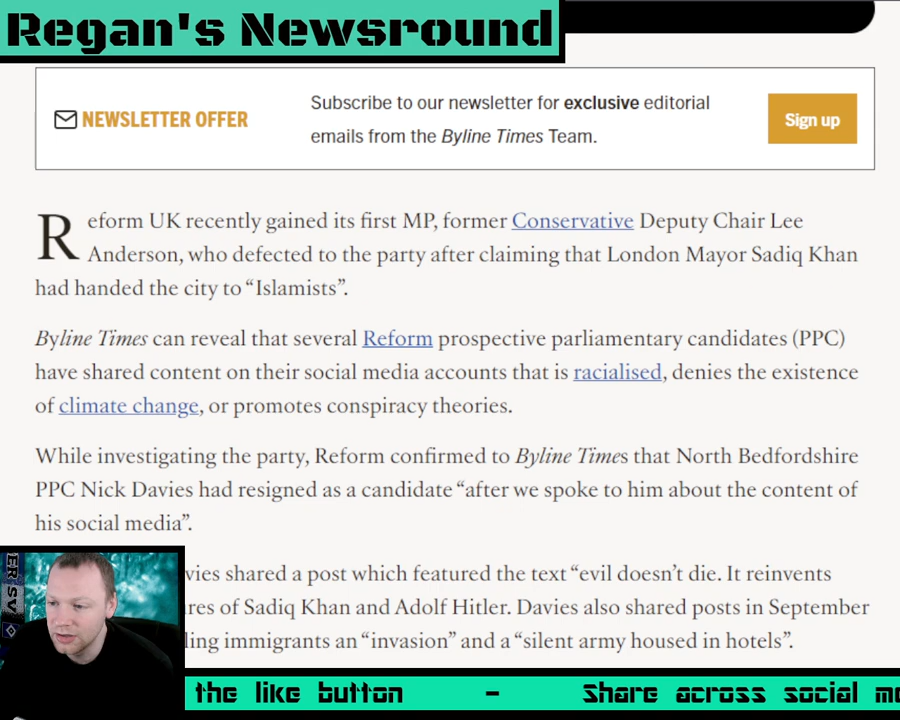 Regan's Newsround
NEWSLETTER OFFER
Subscribe to our newsletter for exclusive editorial
emails from the Byline Times Team.
Sign up
Reform UK recently gained its first MP, former Conservative Deputy Chair Lee
Anderson, who defected to the party after claiming that London Mayor Sadiq Khan
had handed the city to “Islamists”.
Byline Times can reveal that several Reform prospective parliamentary candidates (PPC)
have shared content on their social media accounts that is racialised, denies the existence
of climate change, or promotes conspiracy theories.
While investigating the party, Reform confirmed to Byline Times that North Bedfordshire
PPC Nick Davies had resigned as a candidate “after we spoke to him about the content of
his social media”.
vies shared a post which featured the text “evil doesn’t die. It reinvents
res of Sadiq Khan and Adolf Hitler. Davies also shared posts in September
ling immigrants an “invasion” and a “silent army housed in hotels”.
ER SV
the like button - Share across social m